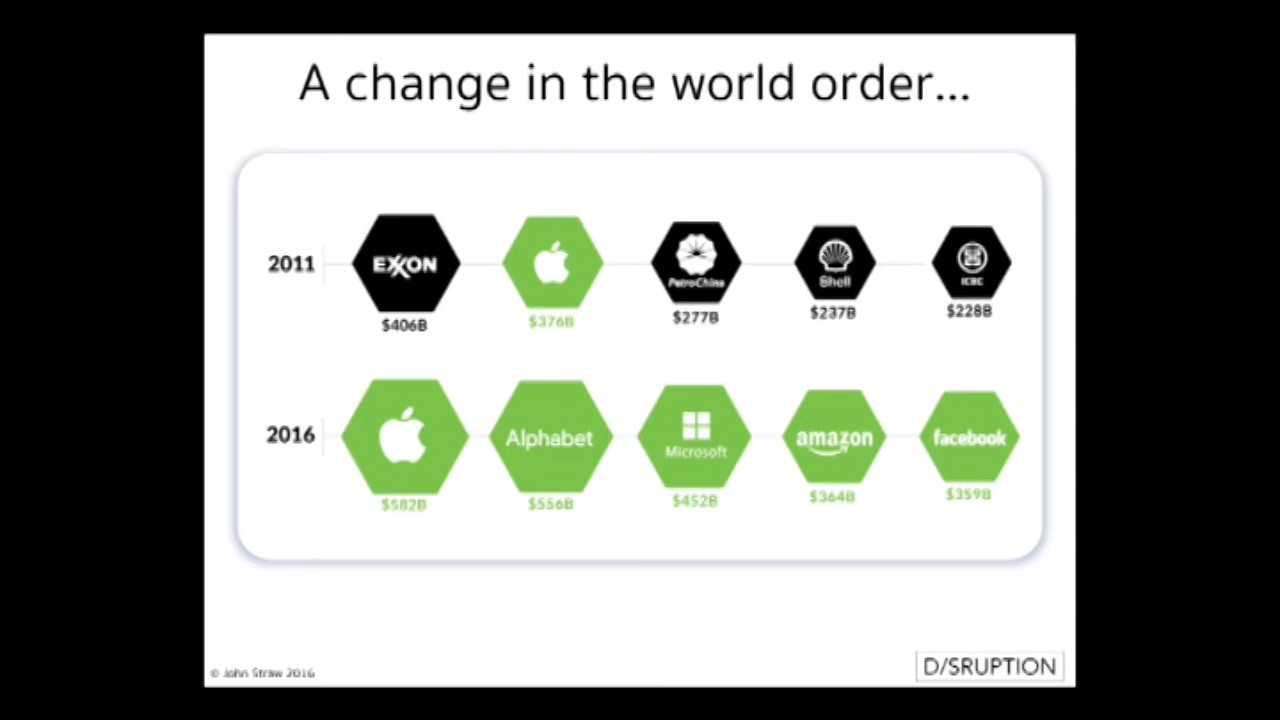 A change in the world order...
2011
EXXON
PetroChina
Shell
ICBC
$406B
$376B
$277B
$237B
$228B
2016
Alphabet
Microsoft
amazon
facebook
$582B
$556B
$452B
$364B
$359B
© John Straw 2016
D/SRUPTION